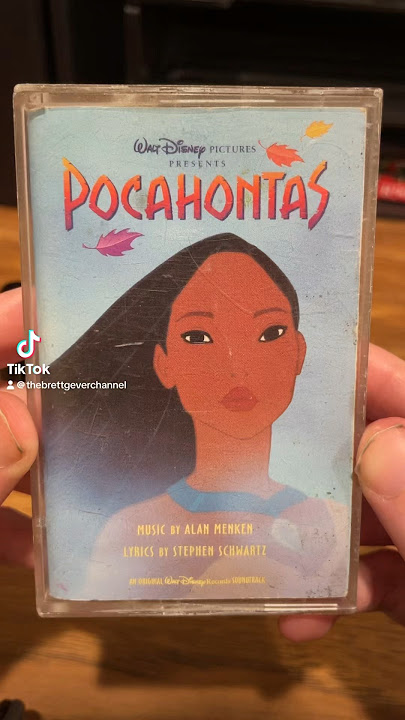 WALT DISNEY PICTURES
PRESENTS
POCAHONTAS
TikTok
@thebrettgeverchannel
MUSIC BY ALAN MENKEN
LYRICS BY STEPHEN SCHWARTZ
AN ORIGINAL WALT DISNEY Records SOUNDTRACK